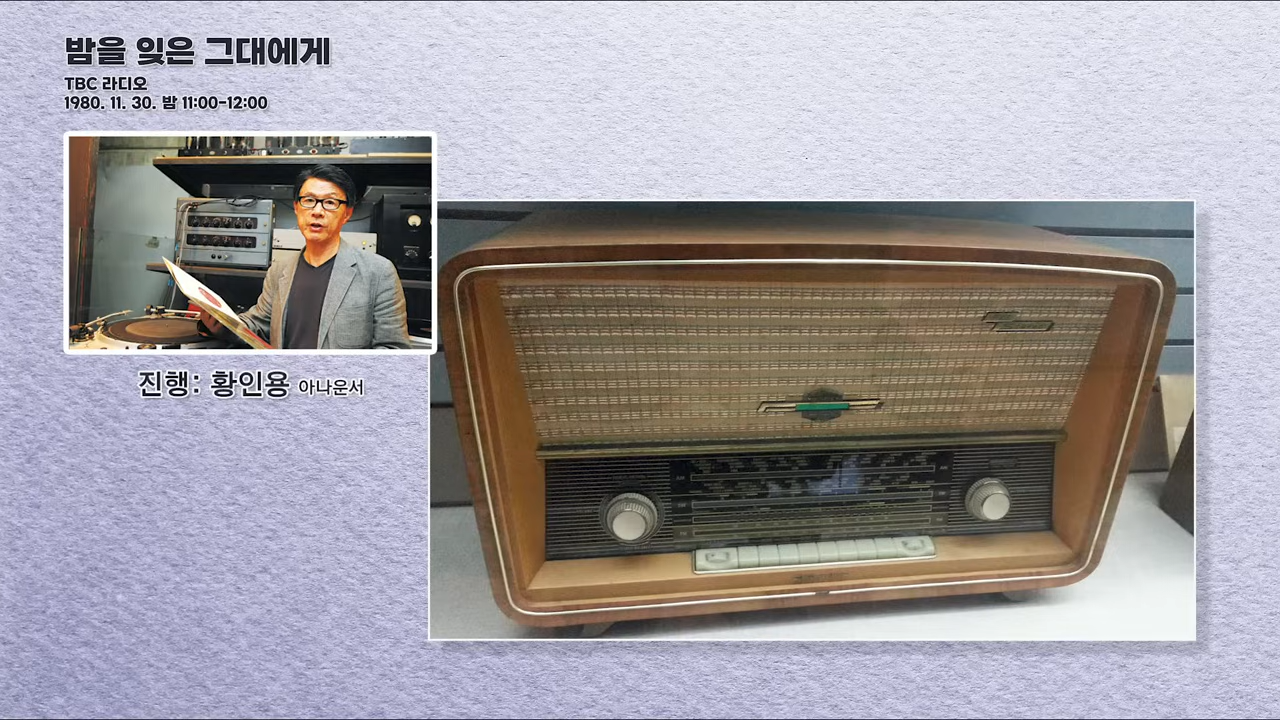 밤을 잊은 그대에게
TBC 라디오
1980. 11. 30. 밤 11:00-12:00
진행: 황인용 아나운서